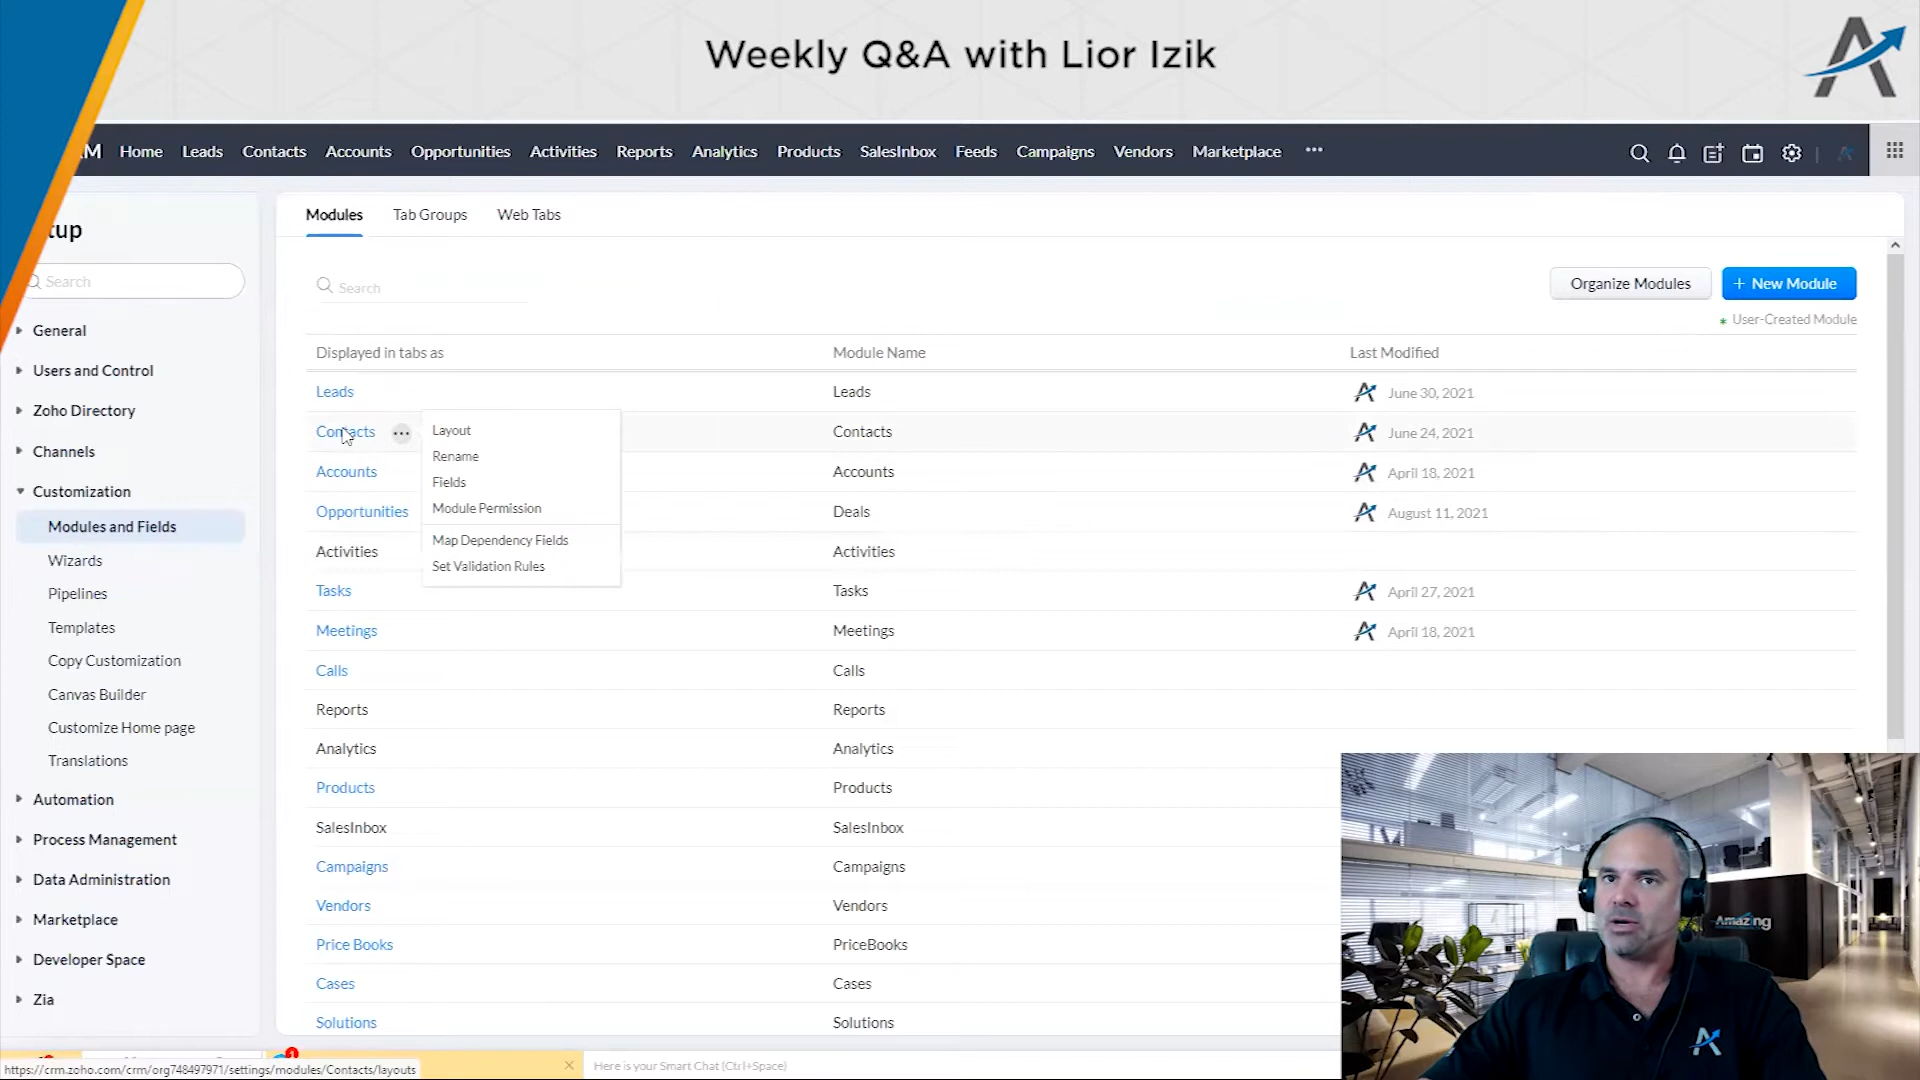 Weekly Q&A with Lior Izik
Home Leads Contacts Accounts Opportunities Activities Reports Analytics Products SalesInbox Feeds Campaigns Vendors Marketplace •••
Modules Tab Groups Web Tabs
tup
Search
General
Users and Control
Zoho Directory
Channels
Customization
Modules and Fields
Wizards
Pipelines
Templates
Copy Customization
Canvas Builder
Customize Home page
Translations
Automation
Process Management
Data Administration
Marketplace
Developer Space
Zia
Search
Organize Modules + New Module
* User-Created Module
Displayed in tabs as Module Name Last Modified
Leads Leads June 30, 2021
Contacts ••• Contacts June 24, 2021
Accounts Accounts April 18, 2021
Opportunities Deals August 11, 2021
Activities Activities
Tasks Tasks April 27, 2021
Meetings Meetings April 18, 2021
Calls Calls
Reports Reports
Analytics Analytics
Products Products
SalesInbox SalesInbox
Campaigns Campaigns
Vendors Vendors
Price Books PriceBooks
Cases Cases
Solutions Solutions
Layout
Rename
Fields
Module Permission
Map Dependency Fields
Set Validation Rules
Amazing
https://crm.zoho.com/crm/org748497971/settings/modules/Contacts/layouts
Here is your Smart Chat (Ctrl+Space)